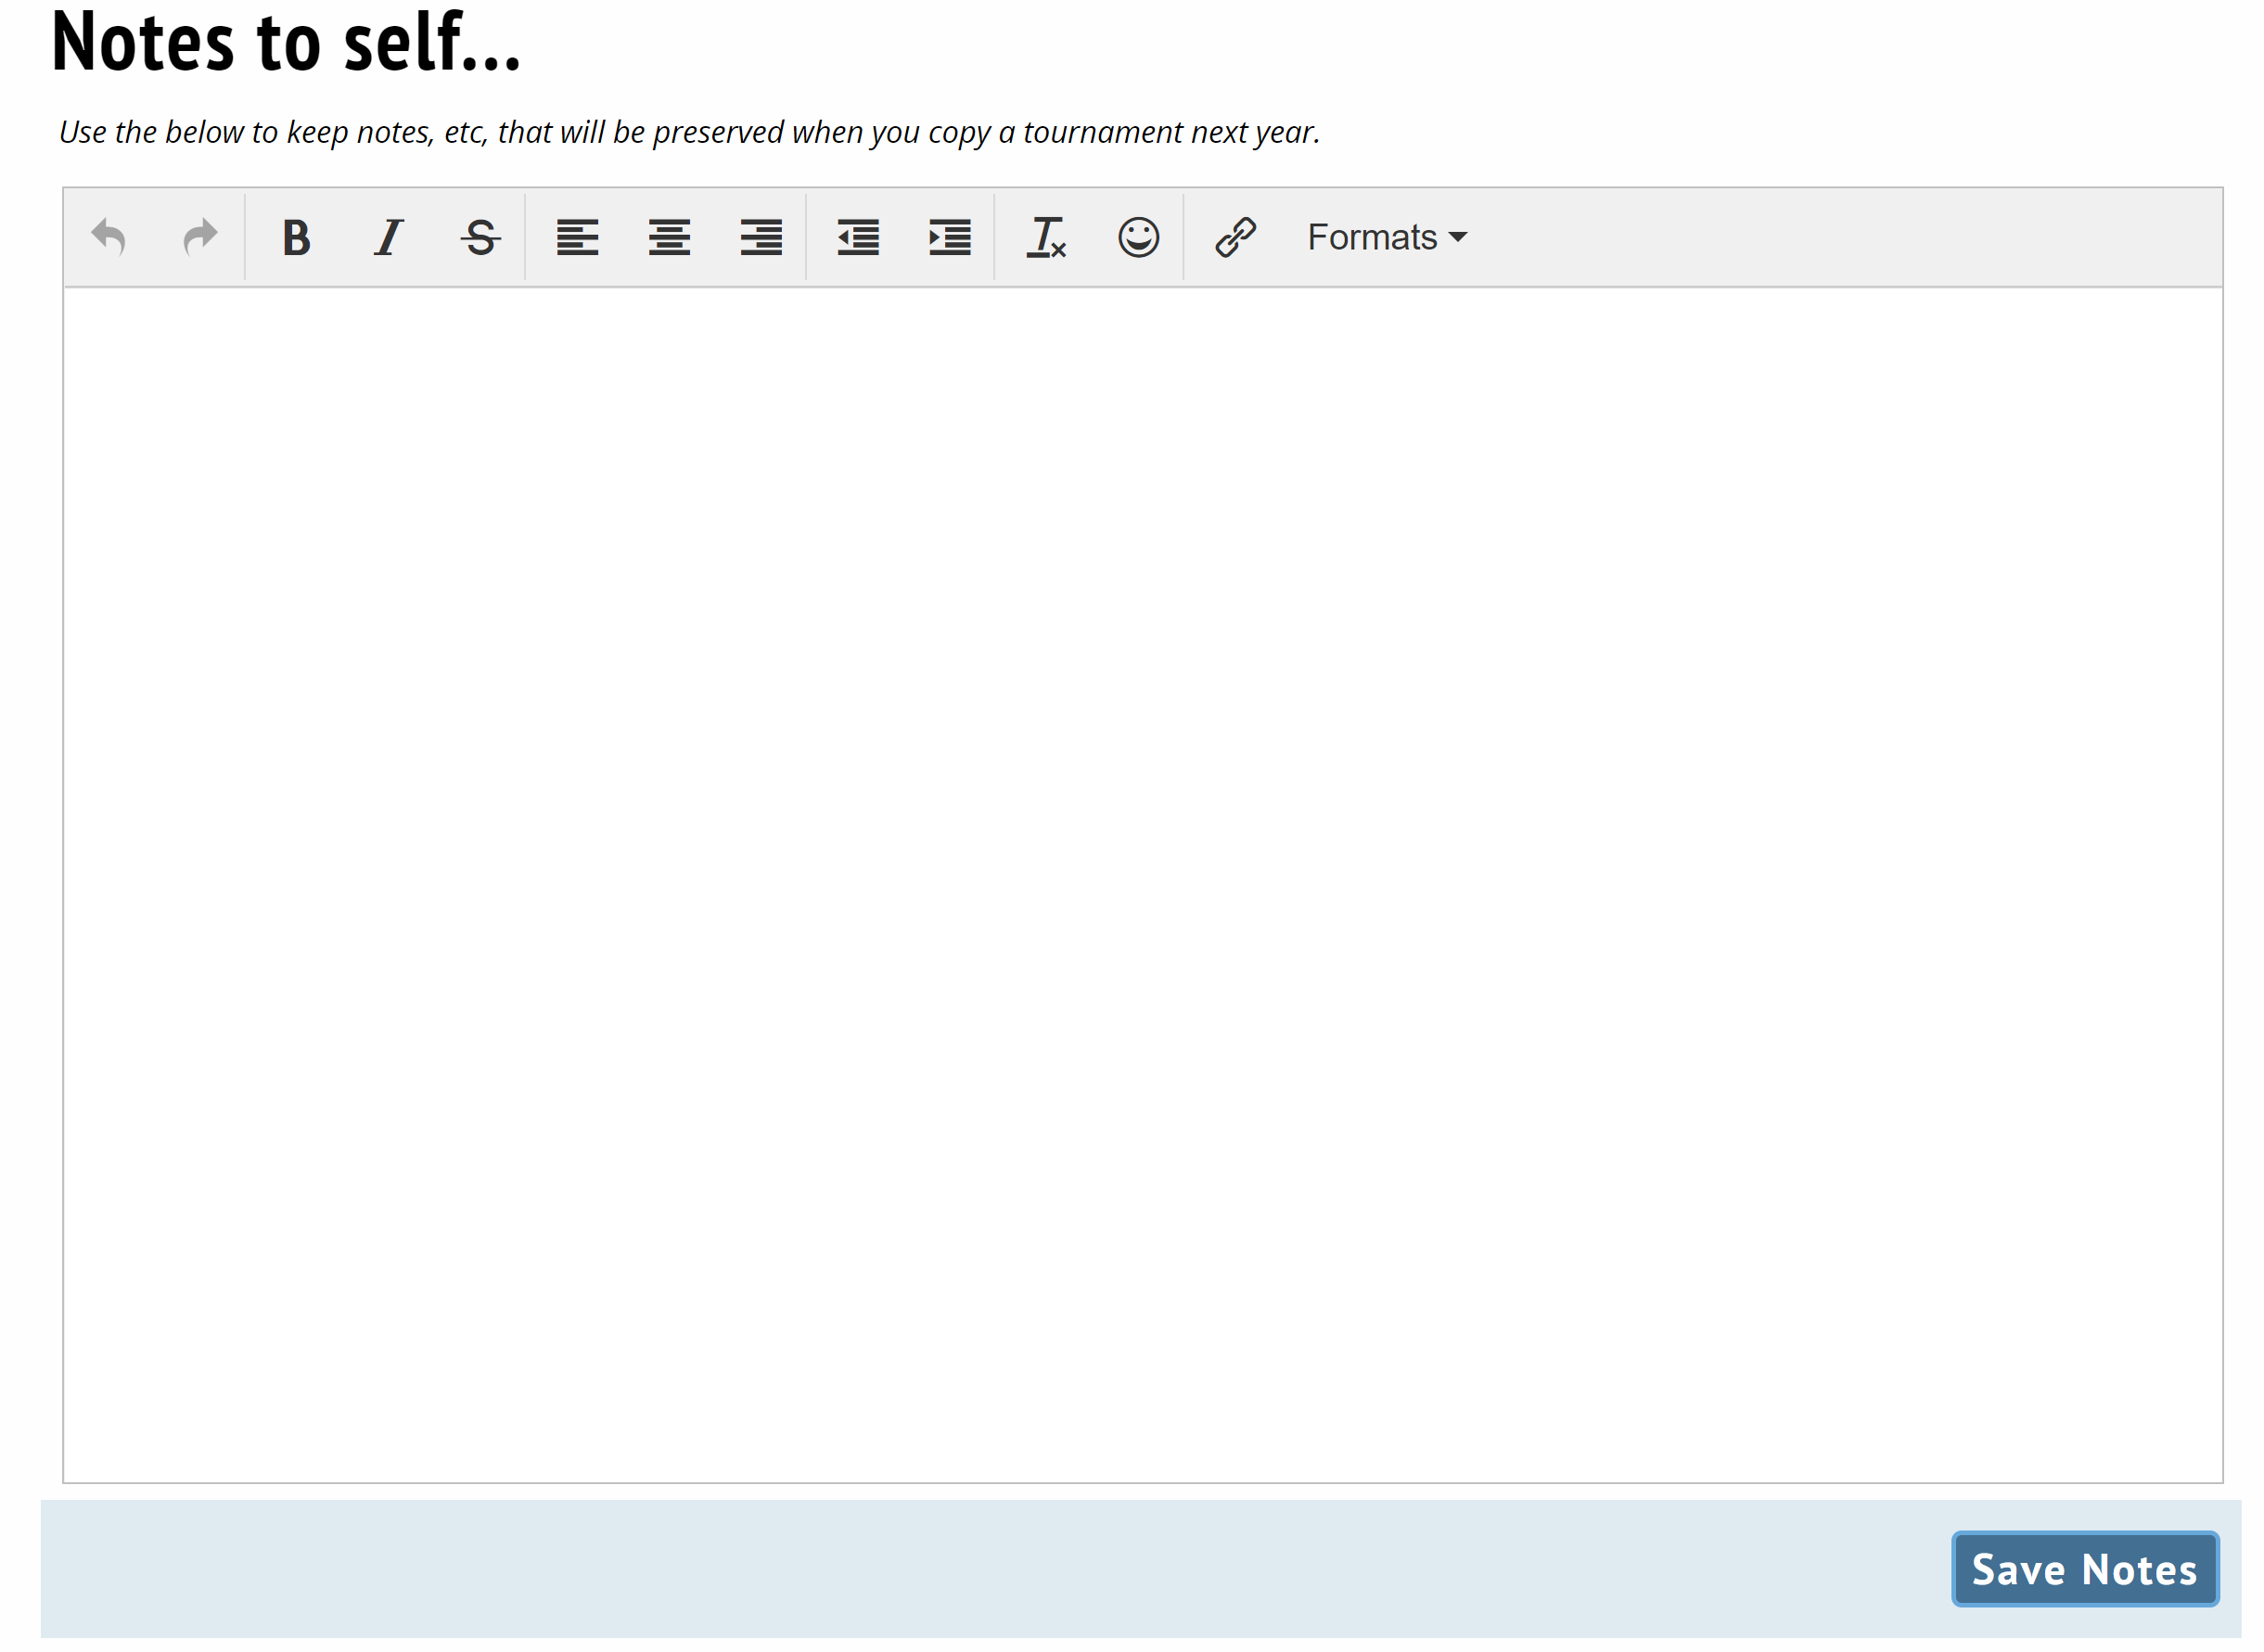 Notes to self...
Use the below to keep notes, etc, that will be preserved when you copy a tournament next year.
Formats
Save Notes